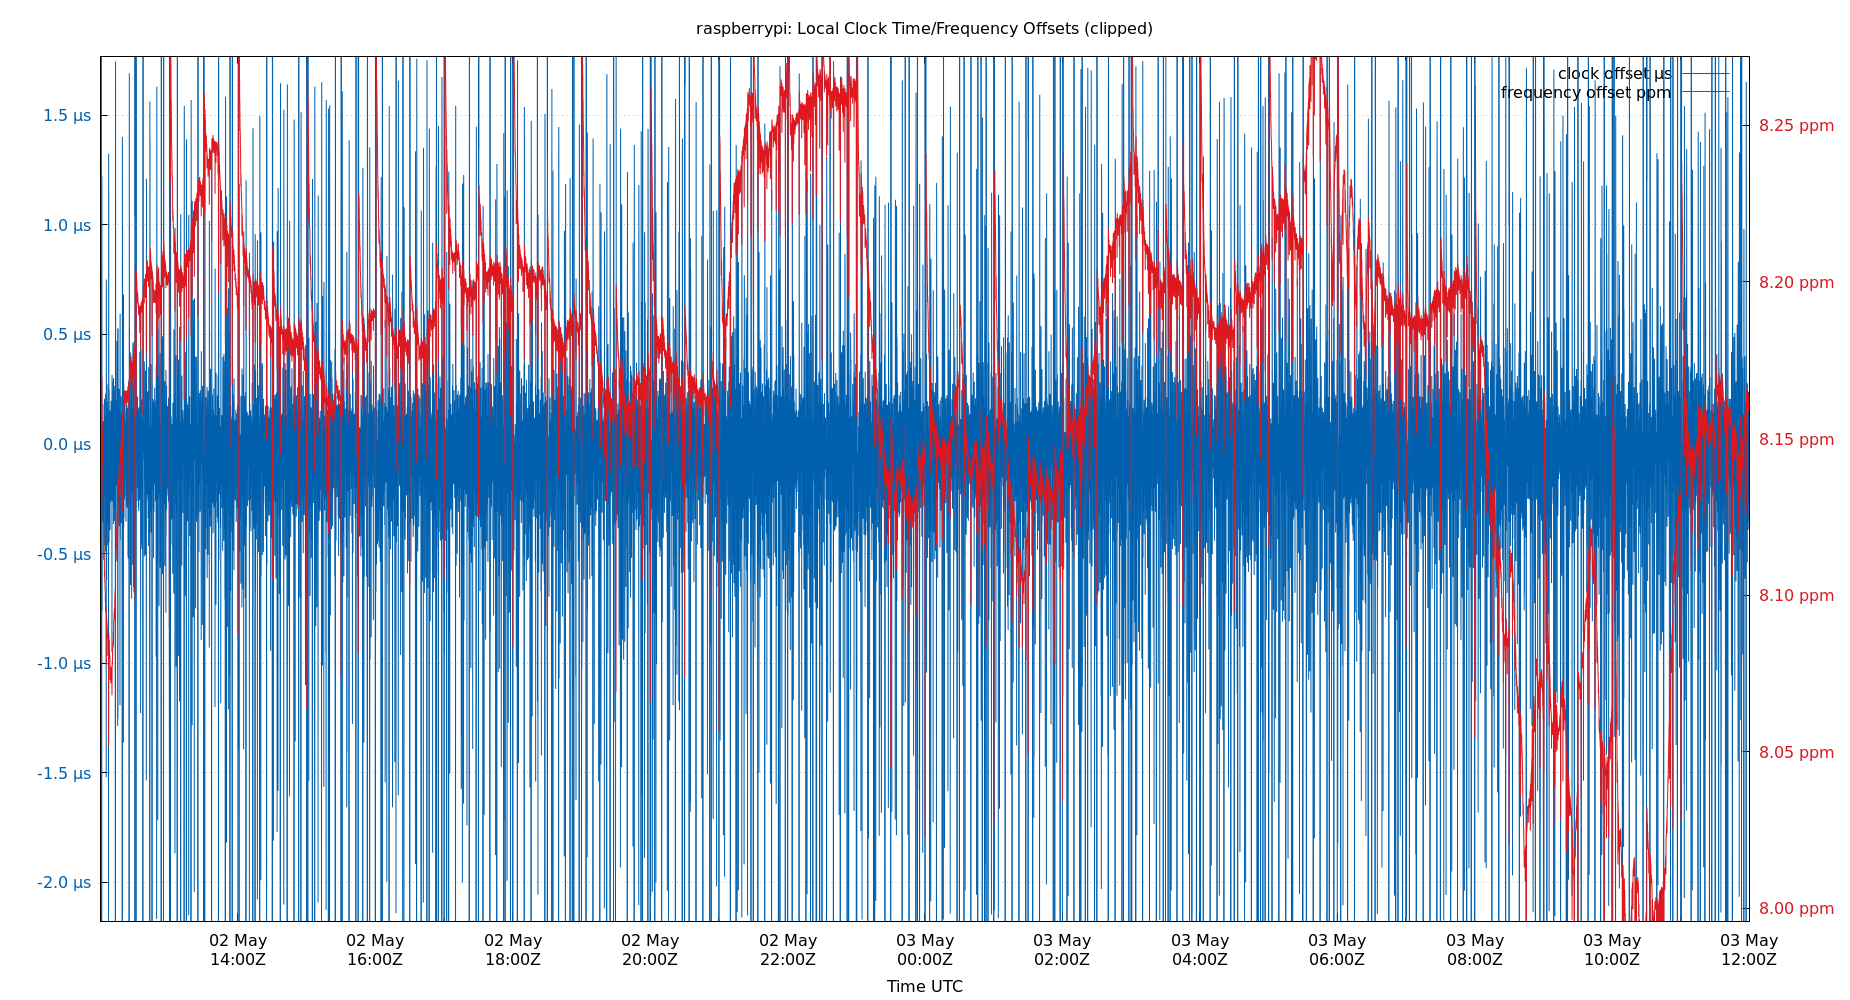 raspberrypi: Local Clock Time/Frequency Offsets (clipped)
clock offset µs
frequency offset ppm
1.5 µs
1.0 µs
0.5 µs
0.0 µs
-0.5 µs
-1.0 µs
-1.5 µs
-2.0 µs
8.25 ppm
8.20 ppm
8.15 ppm
8.10 ppm
8.05 ppm
8.00 ppm
02 May 02 May 02 May 02 May 02 May 03 May 03 May 03 May 03 May 03 May 03 May 03 May
14:00Z 16:00Z 18:00Z 20:00Z 22:00Z 00:00Z 02:00Z 04:00Z 06:00Z 08:00Z 10:00Z 12:00Z
Time UTC